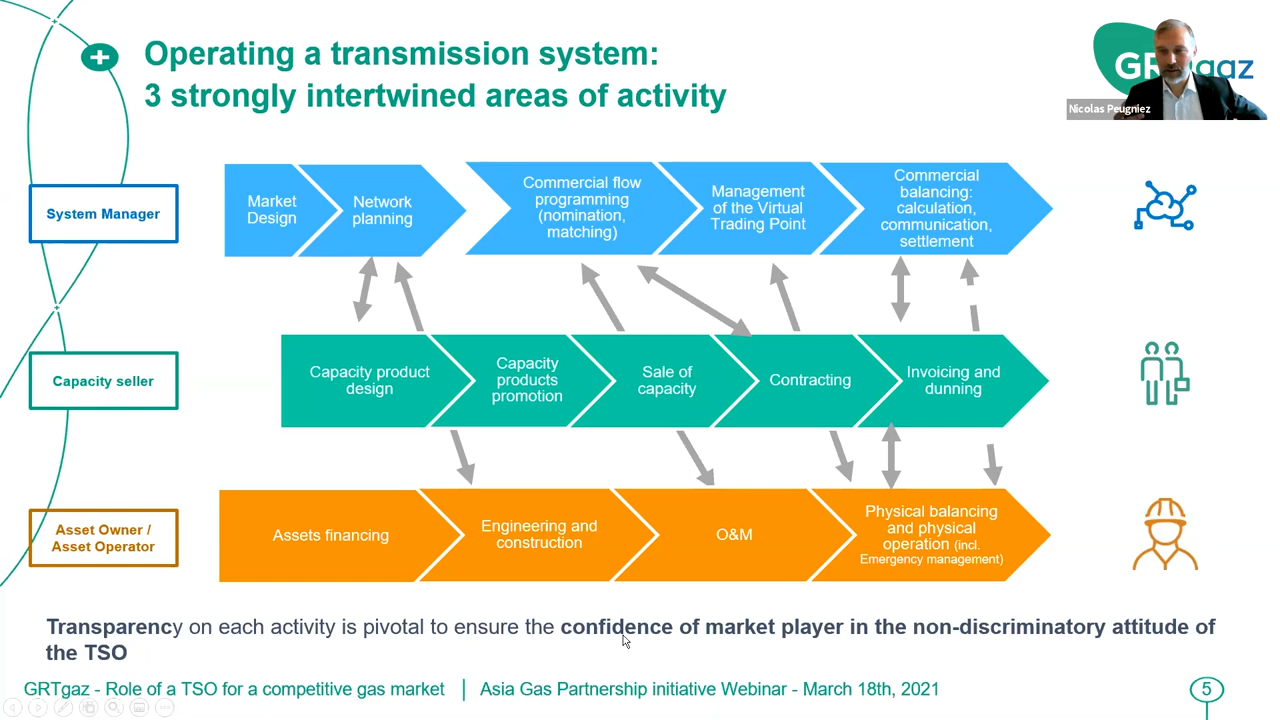 Operating a transmission system:
3 strongly intertwined areas of activity
GRTgaz
Nicolas Peugniez
System Manager
Market
Design
Network
planning
Commercial flow
programming
(nomination,
matching)
Management
of the Virtual
Trading Point
Commercial
balancing:
calculation,
communication,
settlement
Capacity seller
Capacity product
design
Capacity
products
promotion
Sale of
capacity
Contracting
Invoicing and
dunning
Asset Owner /
Asset Operator
Assets financing
Engineering and
construction
O&M
Physical balancing
and physical
operation (incl.
Emergency management)
Transparency on each activity is pivotal to ensure the confidence of market player in the non-discriminatory attitude of
the TSO
GRTgaz - Role of a TSO for a competitive gas market | Asia Gas Partnership initiative Webinar - March 18th, 2021
5